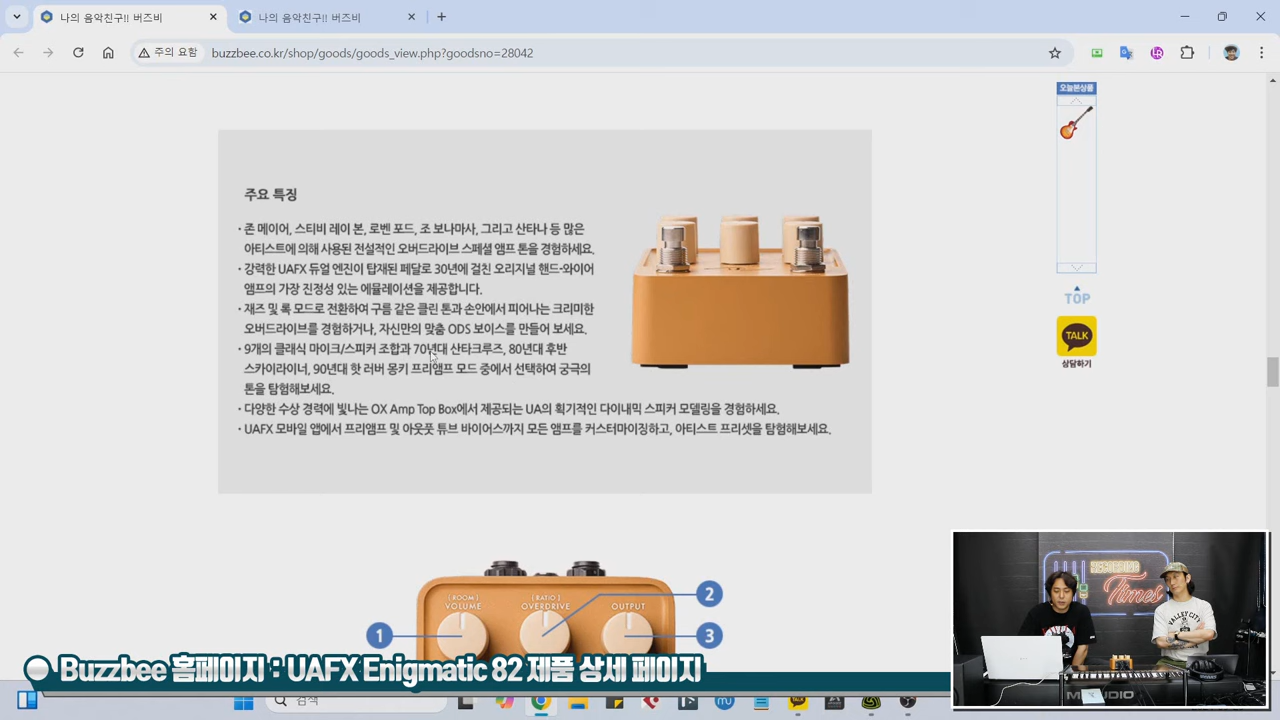 나의 음악친구!! 버즈비
나의 음악친구!! 버즈비
주의 요함
buzzbee.co.kr/shop/goods/goods_view.php?goodsno=28042
오늘본상품
TOP
TALK
상담하기
주요 특징
· 존 메이어, 스티비 레이 본, 로벤 포드, 조 보나마사, 그리고 산타나 등 많은
아티스트에 의해 사용된 전설적인 오버드라이브 스페셜 앰프 톤을 경험하세요.
· 강력한 UAFX 듀얼 엔진이 탑재된 페달로 30년에 걸친 오리지널 핸드-와이어
앰프의 가장 진정성 있는 에뮬레이션을 제공합니다.
· 재즈 및 록 모드로 전환하여 구름 같은 클린 톤과 손안에서 피어나는 크리미한
오버드라이브를 경험하거나, 자신만의 맞춤 ODS 보이스를 만들어 보세요.
· 9개의 클래식 마이크/스피커 조합과 70년대 산타크루즈, 80년대 후반
스카이라이너, 90년대 핫 러버 몽키 프리앰프 모드 중에서 선택하여 궁극의
톤을 탐험해보세요.
· 다양한 수상 경력에 빛나는 OX Amp Top Box에서 제공되는 UA의 획기적인 다이내믹 스피커 모델링을 경험하세요.
· UAFX 모바일 앱에서 프리앰프 및 아웃풋 튜브 바이어스까지 모든 앰프를 커스터마이징하고, 아티스트 프리셋을 탐험해보세요.
[ROOM]
VOLUME
[RATIO]
OVERDRIVE
OUTPUT
1
2
3
RECORDING
Times
VALLEY CITY
M-AUDIO
Buzzbee 홈페이지 : UAFX Enigmatic 82 제품 상세 페이지
검색